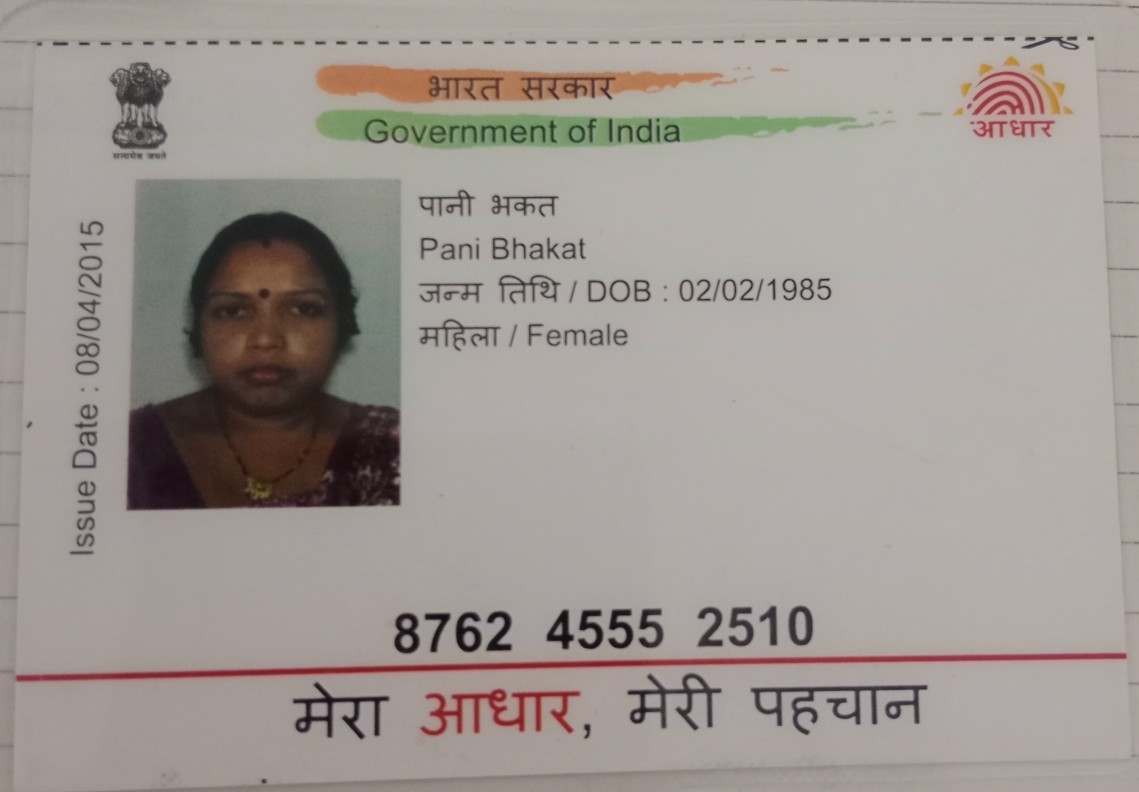 भारत सरकार
Government of India
सत्यमेव जयते
आधार
Issue Date : 08/04/2015
पानी भकत
Pani Bhakat
जन्म तिथि / DOB : 02/02/1985
महिला / Female
8762 4555 2510
मेरा आधार, मेरी पहचान